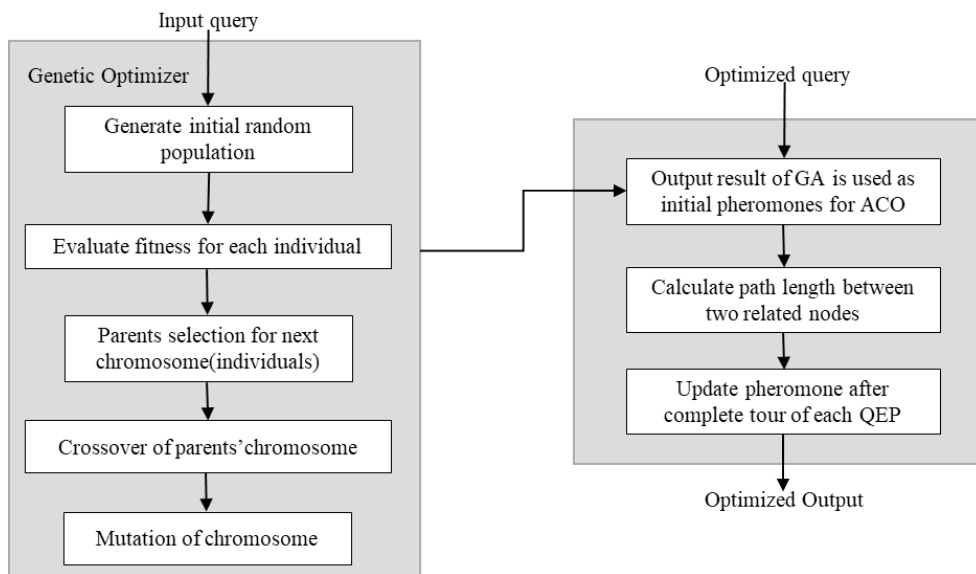 Input query
Genetic Optimizer
Generate initial random
population
Evaluate fitness for each individual
Parents selection for next
chromosome(individuals)
Crossover of parents’chromosome
Mutation of chromosome
Optimized query
Output result of GA is used as
initial pheromones for ACO
Calculate path length between
two related nodes
Update pheromone after
complete tour of each QEP
Optimized Output